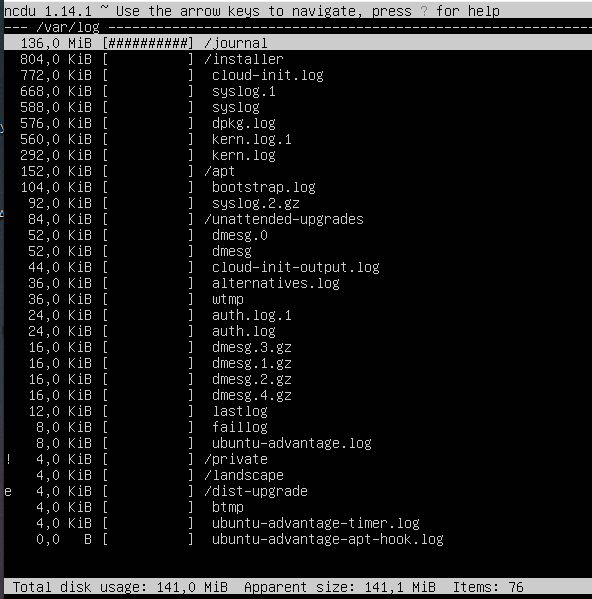 ncdu 1.14.1 ~ Use the arrow keys to navigate, press ? for help
--- /var/log ---------------------------------------------------------
136,0 MiB [##########] /journal
804,0 KiB [          ] /installer
772,0 KiB [          ]  cloud-init.log
668,0 KiB [          ]  syslog.1
588,0 KiB [          ]  syslog
576,0 KiB [          ]  dpkg.log
560,0 KiB [          ]  kern.log.1
292,0 KiB [          ]  kern.log
152,0 KiB [          ] /apt
104,0 KiB [          ]  bootstrap.log
92,0 KiB [          ]  syslog.2.gz
84,0 KiB [          ] /unattended-upgrades
52,0 KiB [          ]  dmesg.0
52,0 KiB [          ]  dmesg
44,0 KiB [          ]  cloud-init-output.log
36,0 KiB [          ]  alternatives.log
36,0 KiB [          ]  wtmp
24,0 KiB [          ]  auth.log.1
24,0 KiB [          ]  auth.log
16,0 KiB [          ]  dmesg.3.gz
16,0 KiB [          ]  dmesg.1.gz
16,0 KiB [          ]  dmesg.2.gz
16,0 KiB [          ]  dmesg.4.gz
12,0 KiB [          ]  lastlog
8,0 KiB [          ]  faillog
8,0 KiB [          ]  ubuntu-advantage.log
! 4,0 KiB [          ] /private
4,0 KiB [          ] /landscape
e 4,0 KiB [          ] /dist-upgrade
4,0 KiB [          ]  btmp
4,0 KiB [          ]  ubuntu-advantage-timer.log
0,0   B [          ]  ubuntu-advantage-apt-hook.log
Total disk usage: 141,0 MiB  Apparent size: 141,1 MiB  Items: 76